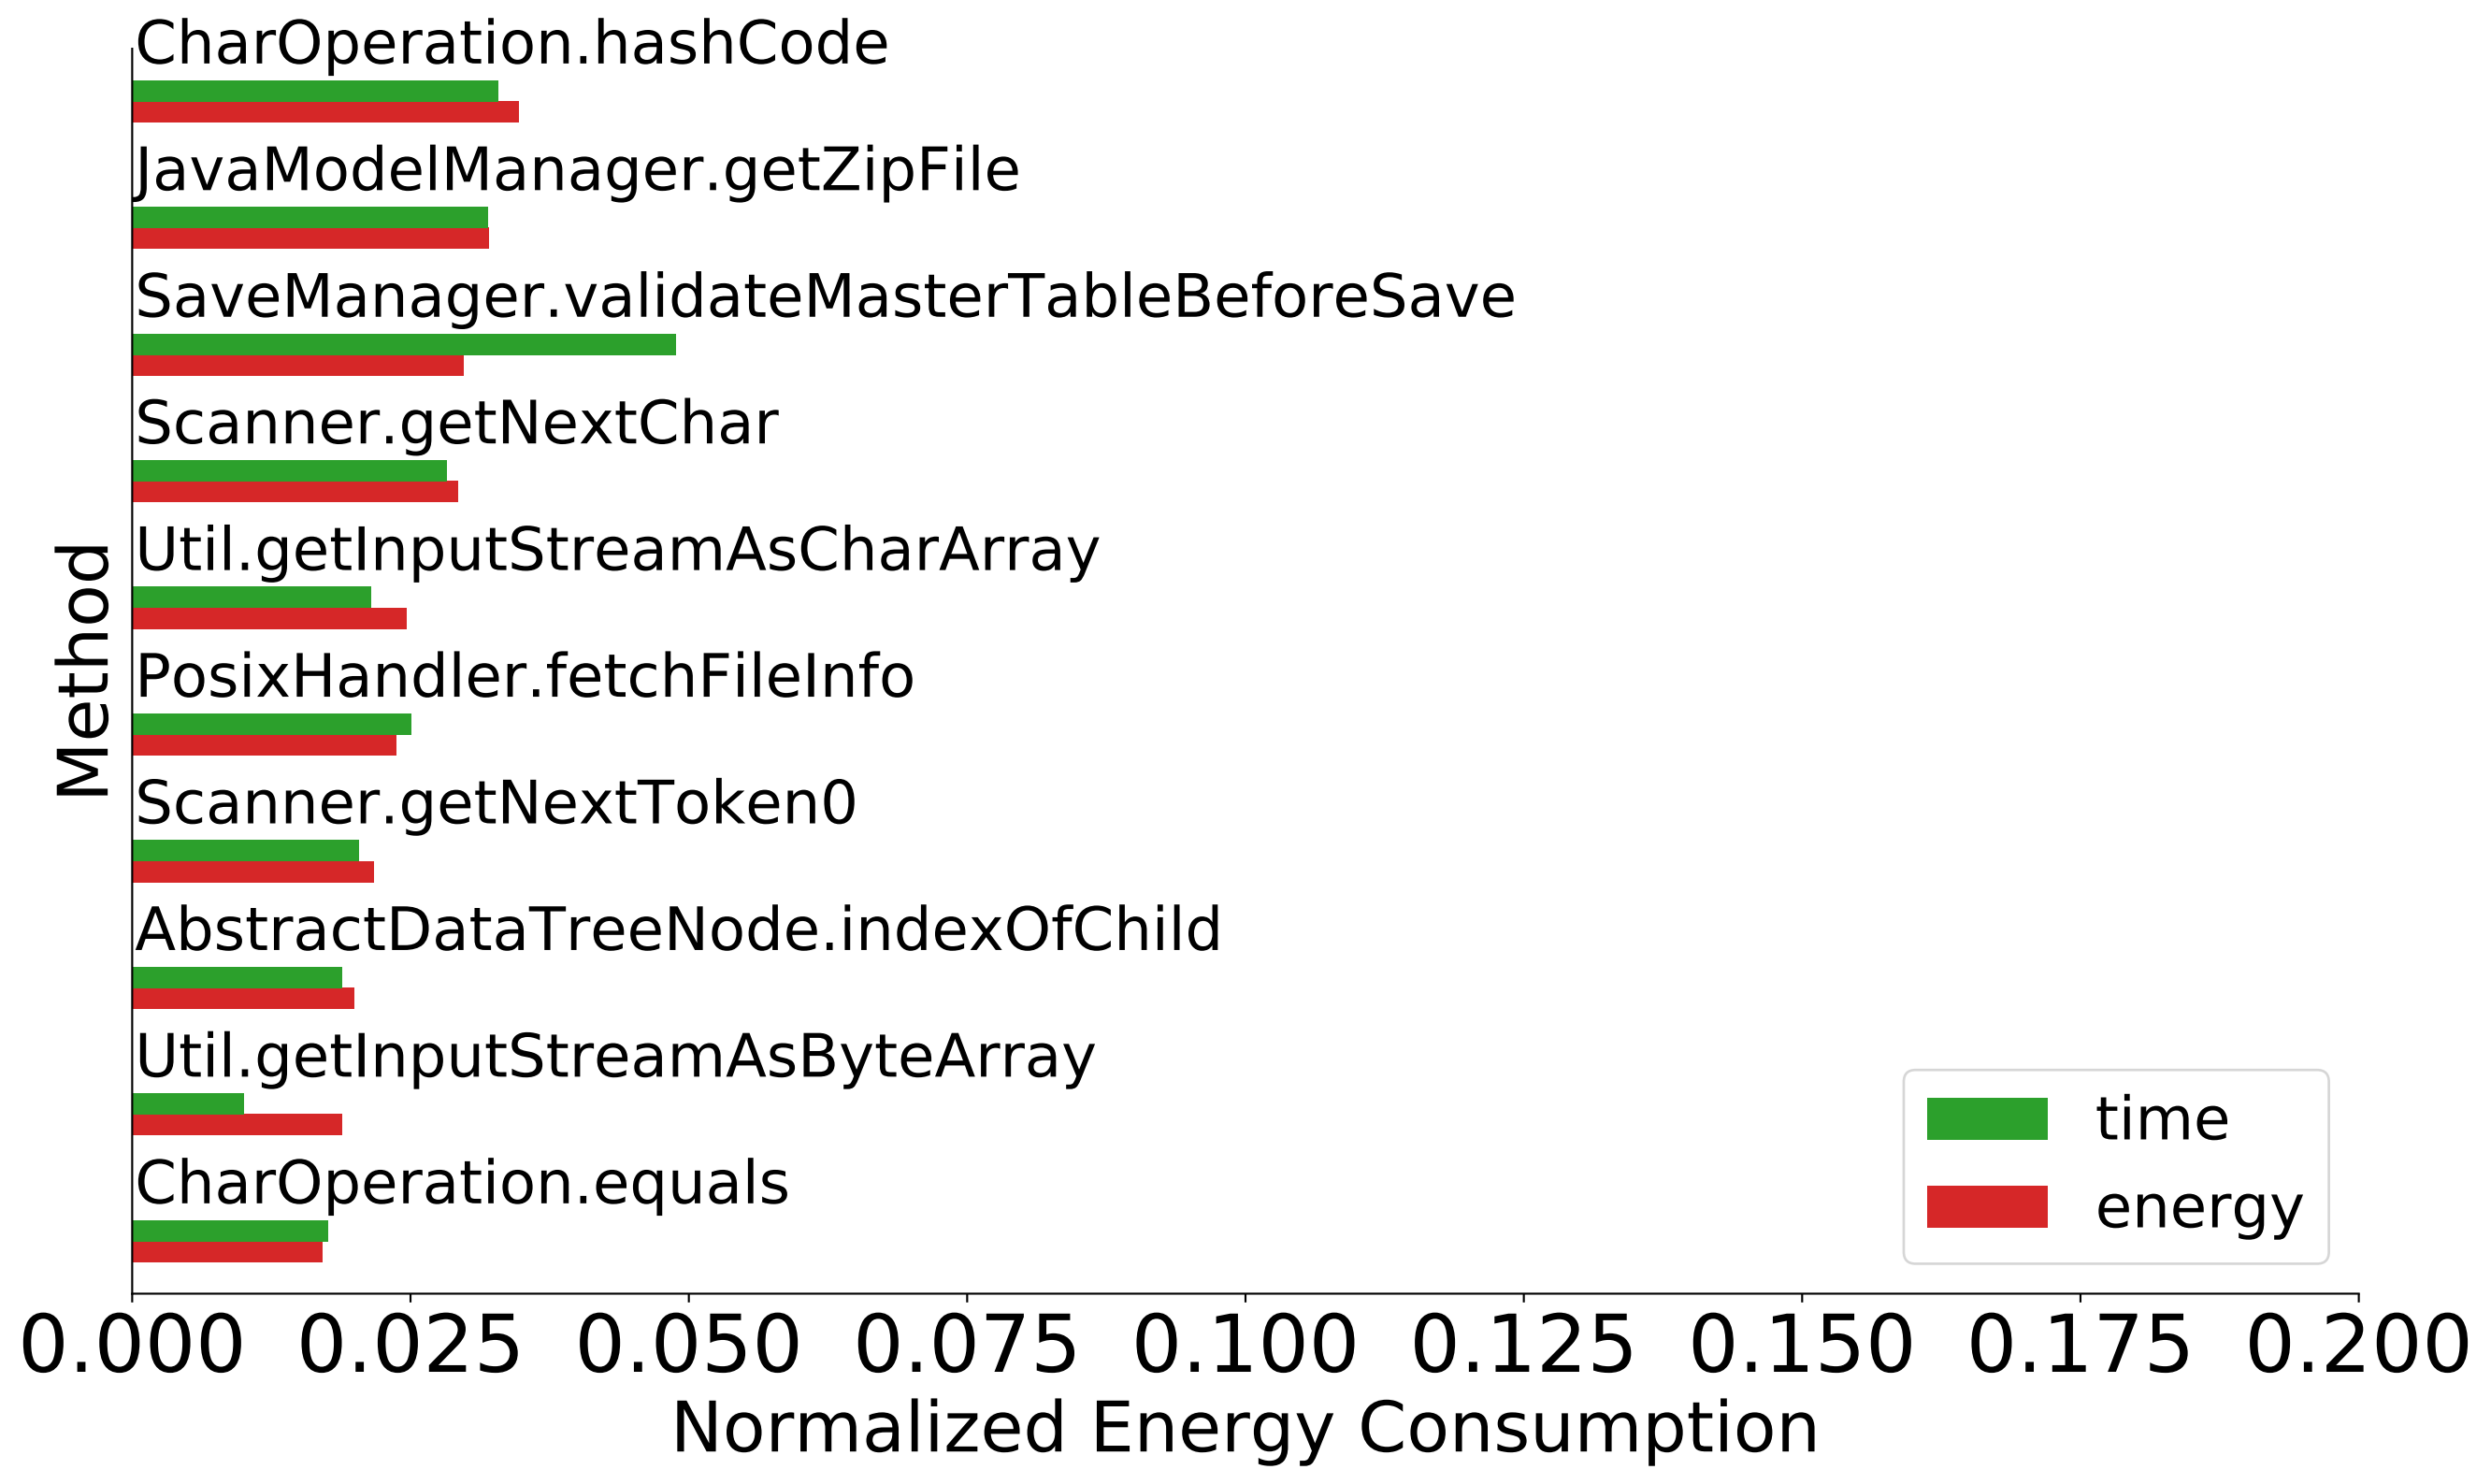 CharOperation.hashCode
JavaModelManager.getZipFile
SaveManager.validateMasterTableBeforeSave
Scanner.getNextChar
Util.getInputStreamAsCharArray
PosixHandler.fetchFileInfo
Scanner.getNextToken0
AbstractDataTreeNode.indexOfChild
Util.getInputStreamAsByteArray
CharOperation.equals
Method
time
energy
0.000 0.025 0.050 0.075 0.100 0.125 0.150 0.175 0.200
Normalized Energy Consumption